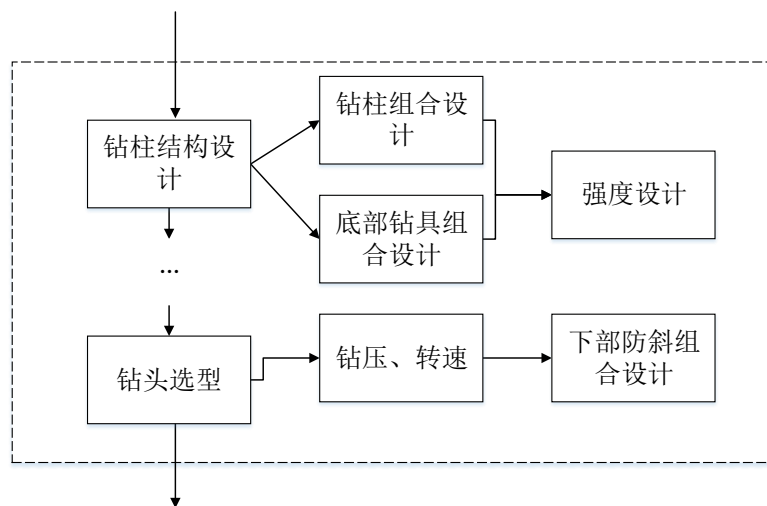 钻柱组合设
计
钻柱结构设
计
强度设计
底部钻具组
合设计
...
钻头选型
钻压、转速
下部防斜组
合设计